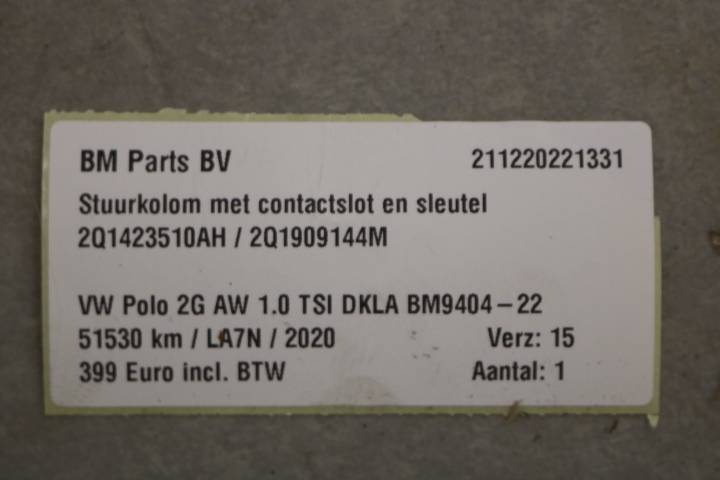 BM Parts BV 211220221331
Stuurkolom met contactslot en sleutel
2Q1423510AH / 2Q1909144M
VW Polo 2G AW 1.0 TSI DKLA BM9404-22
51530 km / LA7N / 2020 Verz: 15
399 Euro incl. BTW Aantal: 1